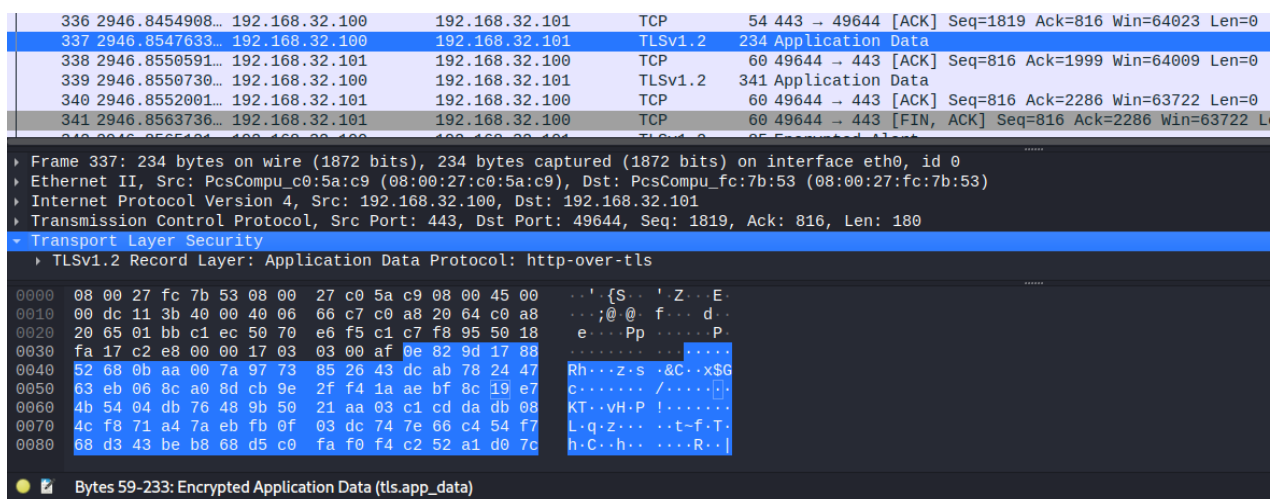 336 2946.8454908… 192.168.32.100 192.168.32.101 TCP 54 443 → 49644 [ACK] Seq=1819 Ack=816 Win=64023 Len=0
337 2946.8547633… 192.168.32.100 192.168.32.101 TLSv1.2 234 Application Data
338 2946.8550591… 192.168.32.101 192.168.32.100 TCP 60 49644 → 443 [ACK] Seq=816 Ack=1999 Win=64009 Len=0
339 2946.8550730… 192.168.32.100 192.168.32.101 TLSv1.2 341 Application Data
340 2946.8552001… 192.168.32.101 192.168.32.100 TCP 60 49644 → 443 [ACK] Seq=816 Ack=2286 Win=63722 Len=0
341 2946.8563736… 192.168.32.101 192.168.32.100 TCP 60 49644 → 443 [FIN, ACK] Seq=816 Ack=2286 Win=63722 L
Frame 337: 234 bytes on wire (1872 bits), 234 bytes captured (1872 bits) on interface eth0, id 0
Ethernet II, Src: PcsCompu_c0:5a:c9 (08:00:27:c0:5a:c9), Dst: PcsCompu_fc:7b:53 (08:00:27:fc:7b:53)
Internet Protocol Version 4, Src: 192.168.32.100, Dst: 192.168.32.101
Transmission Control Protocol, Src Port: 443, Dst Port: 49644, Seq: 1819, Ack: 816, Len: 180
Transport Layer Security
TLSv1.2 Record Layer: Application Data Protocol: http-over-tls
0000 08 00 27 fc 7b 53 08 00 27 c0 5a c9 08 00 45 00 ··'·{S·· '·Z···E·
0010 00 dc 11 3b 40 00 40 06 66 c7 c0 a8 20 64 c0 a8 ···;@·@· f··· d··
0020 20 65 01 bb c1 ec 50 70 e6 f5 c1 c7 f8 95 50 18 e····Pp ······P·
0030 fa 17 c2 e8 00 00 17 03 03 00 af 0e 82 9d 17 88 ········ ········
0040 52 68 0b aa 00 7a 97 73 85 26 43 dc ab 78 24 47 Rh···z·s ·&C··x$G
0050 63 eb 06 8c a0 8d cb 9e 2f f4 1a ae bf 8c 19 e7 c······· /·······
0060 4b 54 04 db 76 48 9b 50 21 aa 03 c1 cd da db 08 KT··vH·P !·······
0070 4c f8 71 a4 7a eb fb 0f 03 dc 74 7e 66 c4 54 f7 L·q·z··· ··t~f·T·
0080 68 d3 43 be b8 68 d5 c0 fa f0 f4 c2 52 a1 d0 7c h·C··h·· ····R··|
Bytes 59-233: Encrypted Application Data (tls.app_data)